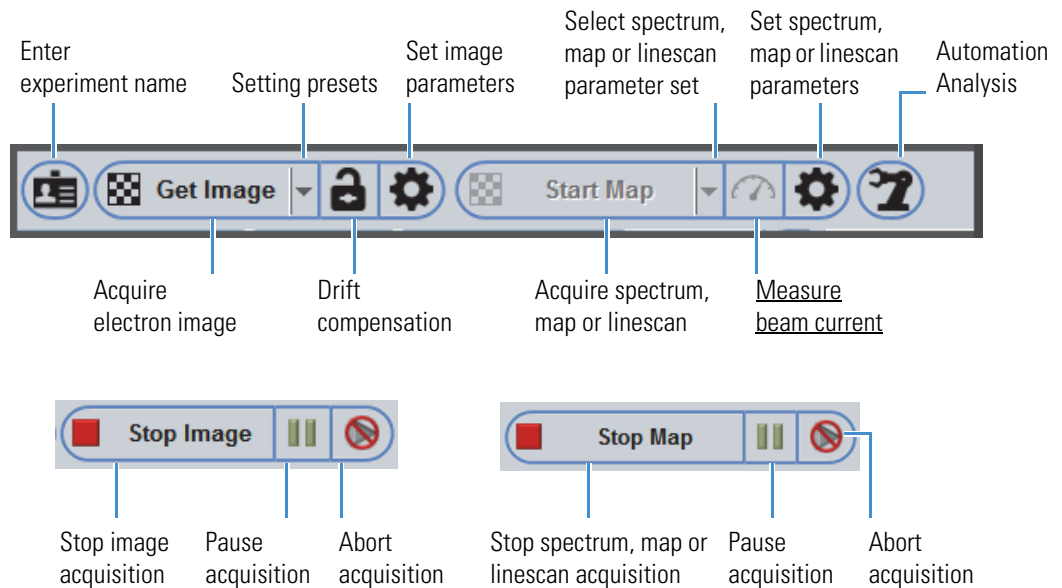 Enter
experiment name
Setting presets
Set image
parameters
Select spectrum,
map or linescan
parameter set
Set spectrum,
map or linescan
parameters
Automation
Analysis
Get Image
Start Map
Acquire
electron image
Drift
compensation
Acquire spectrum,
map or linescan
Measure
beam current
Stop Image
Stop Map
Stop image
acquisition
Pause
acquisition
Abort
acquisition
Stop spectrum, map or
linescan acquisition
Pause
acquisition
Abort
acquisition